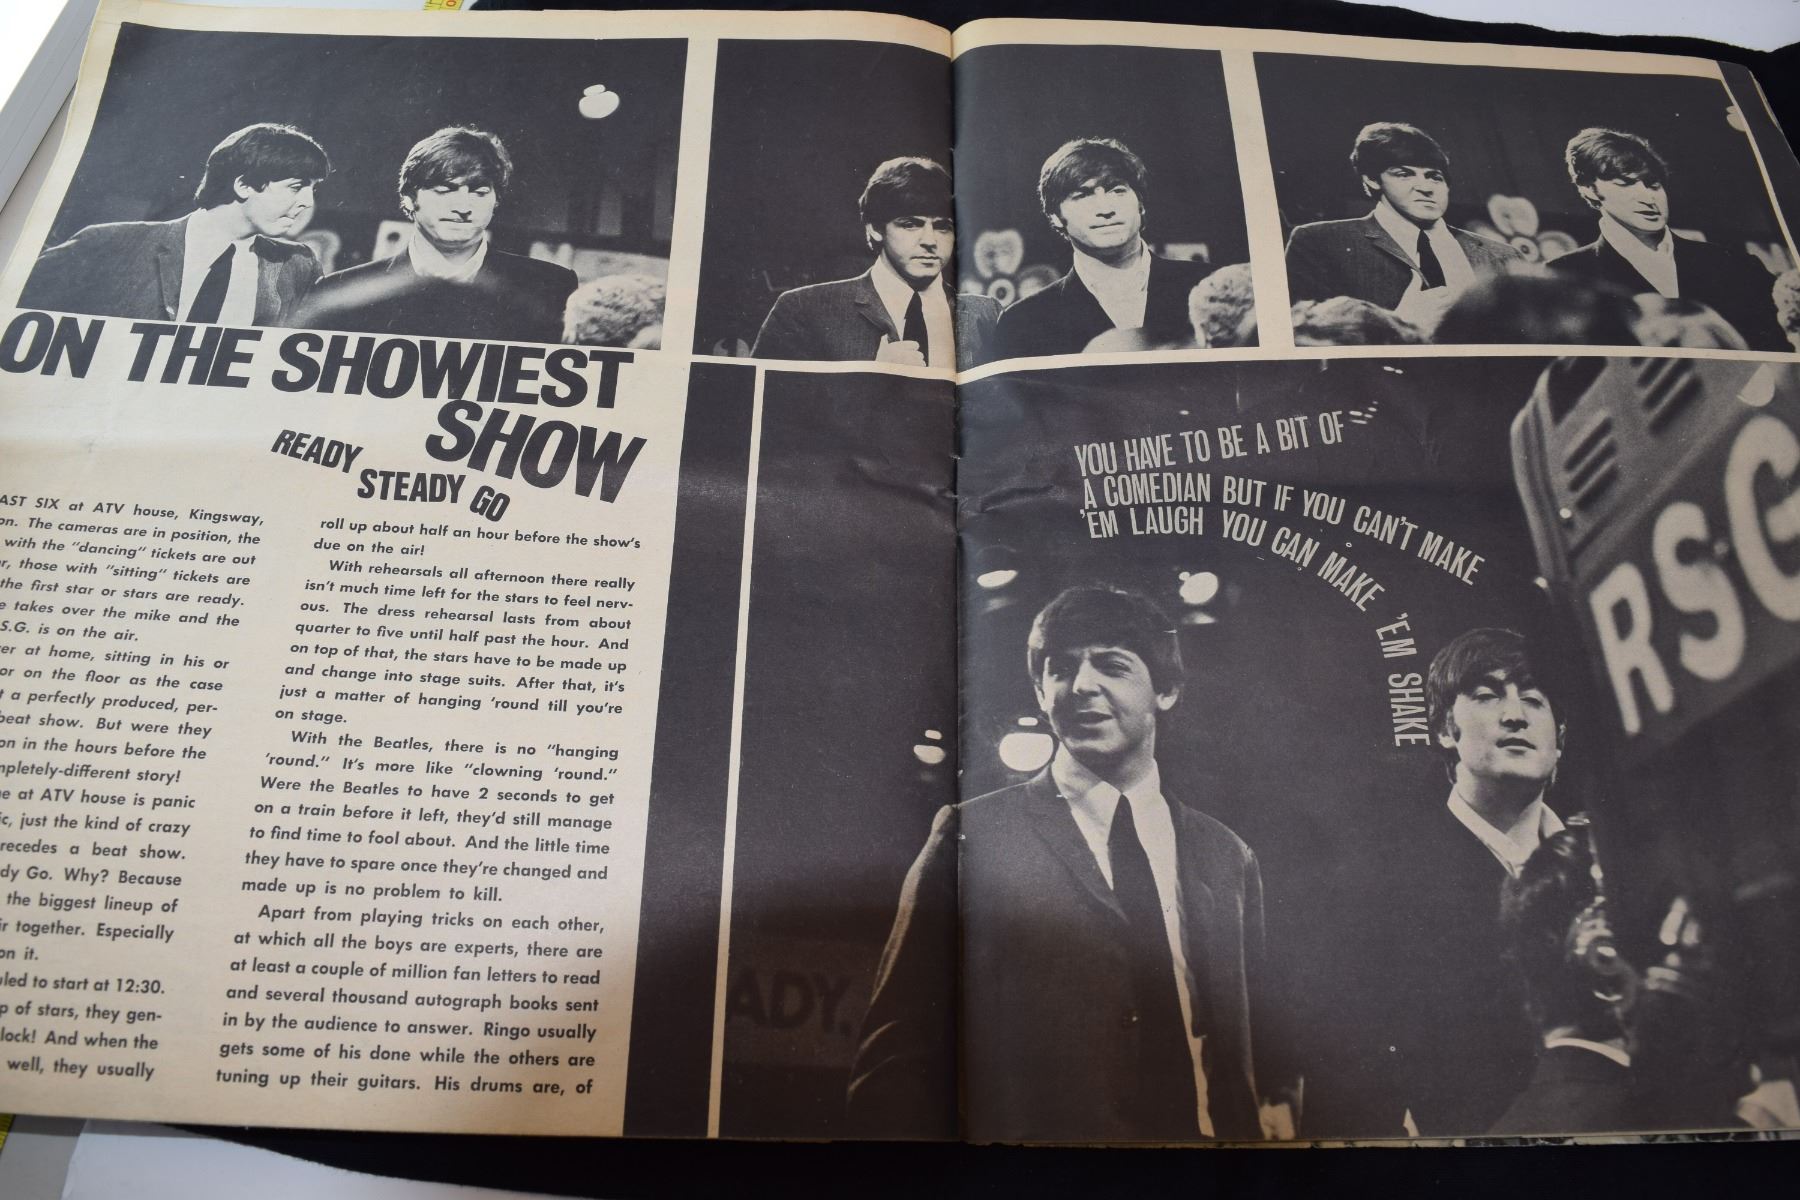 ON THE SHOWIEST
SHOW
READY
STEADY GO
AST SIX at ATV house, Kingsway,
on. The cameras are in position, the
with the "dancing" tickets are out
r, those with "sitting" tickets are
the first star or stars are ready.
e takes over the mike and the
S.G. is on the air.
er at home, sitting in his or
or on the floor as the case
t a perfectly produced, per-
beat show. But were they
on in the hours before the
mpletely-different story!
e at ATV house is panic
ic, just the kind of crazy
recedes a beat show.
dy Go. Why? Because
the biggest lineup of
ir together. Especially
on it.
uled to start at 12:30.
p of stars, they gen-
lock! And when the
well, they usually
roll up about half an hour before the show's
due on the air!
With rehearsals all afternoon there really
isn't much time left for the stars to feel nerv-
ous. The dress rehearsal lasts from about
quarter to five until half past the hour. And
on top of that, the stars have to be made up
and change into stage suits. After that, it's
just a matter of hanging 'round till you're
on stage.
With the Beatles, there is no "hanging
'round." It's more like "clowning 'round."
Were the Beatles to have 2 seconds to get
on a train before it left, they'd still manage
to find time to fool about. And the little time
they have to spare once they're changed and
made up is no problem to kill.
Apart from playing tricks on each other,
at which all the boys are experts, there are
at least a couple of million fan letters to read
and several thousand autograph books sent
in by the audience to answer. Ringo usually
gets some of his done while the others are
tuning up their guitars. His drums are, of
ADY.
YOU HAVE TO BE A BIT OF
A COMEDIAN BUT IF YOU CAN'T MAKE
'EM LAUGH YOU CAN MAKE 'EM SHAKE
RSG